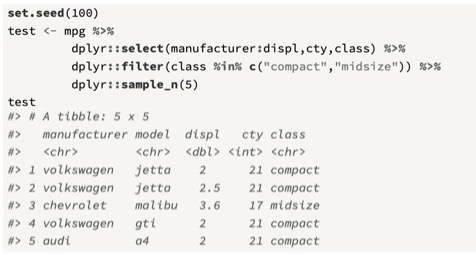 set.seed(100)
test <- mpg %>%
dplyr::select(manufacturer:displ,cty,class) %>%
dplyr::filter(class %in% c("compact","midsize")) %>%
dplyr::sample_n(5)
test
#> # A tibble: 5 x 5
#> manufacturer model displ cty class
#> <chr> <chr> <dbl> <int> <chr>
#> 1 volkswagen jetta 2 21 compact
#> 2 volkswagen jetta 2.5 21 compact
#> 3 chevrolet malibu 3.6 17 midsize
#> 4 volkswagen gti 2 21 compact
#> 5 audi a4 2 21 compact